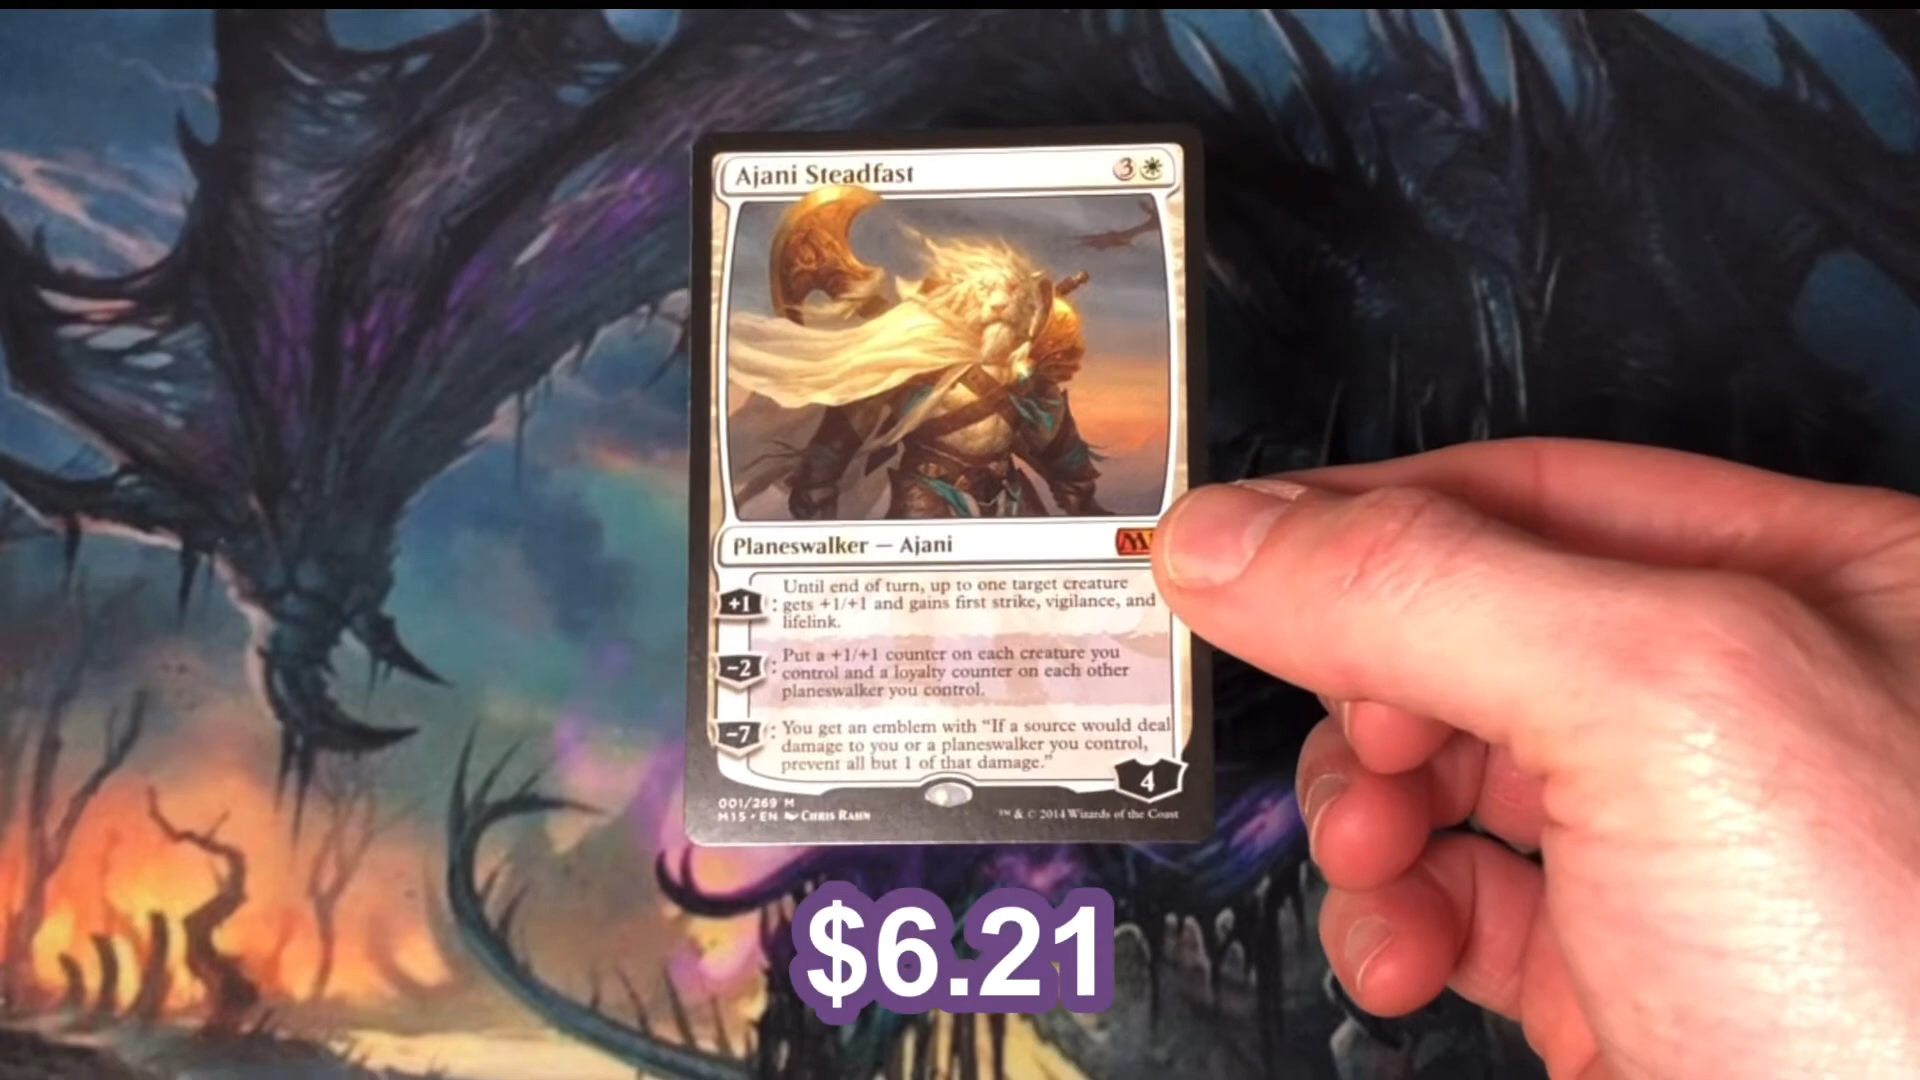 Ajani Steadfast 3
Planeswalker — Ajani
Until end of turn, up to one target creature
+1 : gets +1/+1 and gains first strike, vigilance, and
lifelink.
Put a +1/+1 counter on each creature you
-2 : control and a loyalty counter on each other
planeswalker you control.
-7 : You get an emblem with “If a source would deal
damage to you or a planeswalker you control,
prevent all but 1 of that damage.”
4
001/269 M
M15 • EN Chris Rahn
™ & © 2014 Wizards of the Coast
$6.21